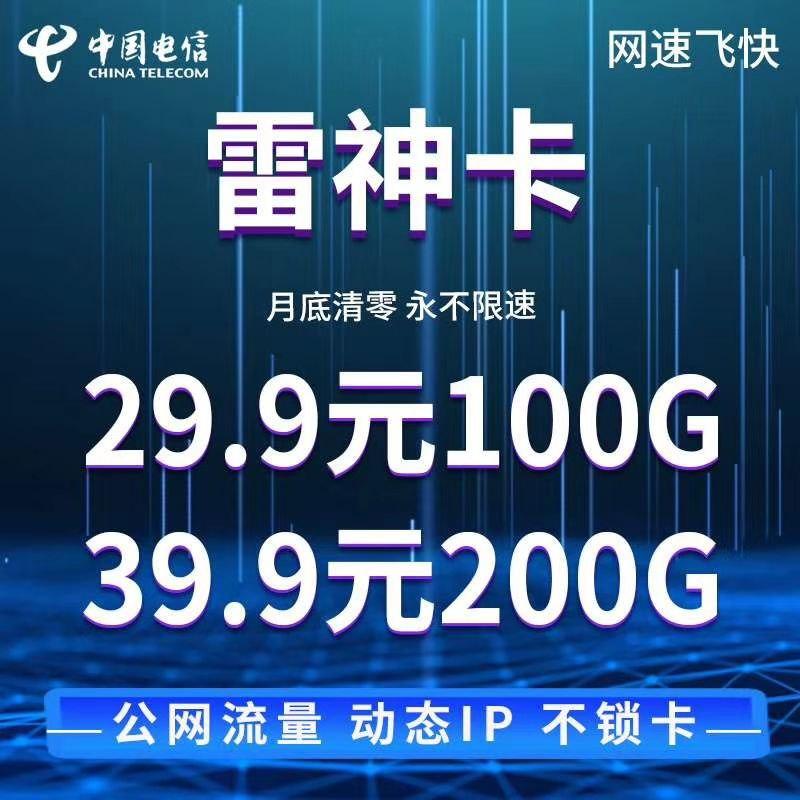 中国电信
CHINA TELECOM
网速飞快
雷神卡
月底清零 永不限速
29.9元100G
39.9元200G
公网流量 动态IP 不锁卡